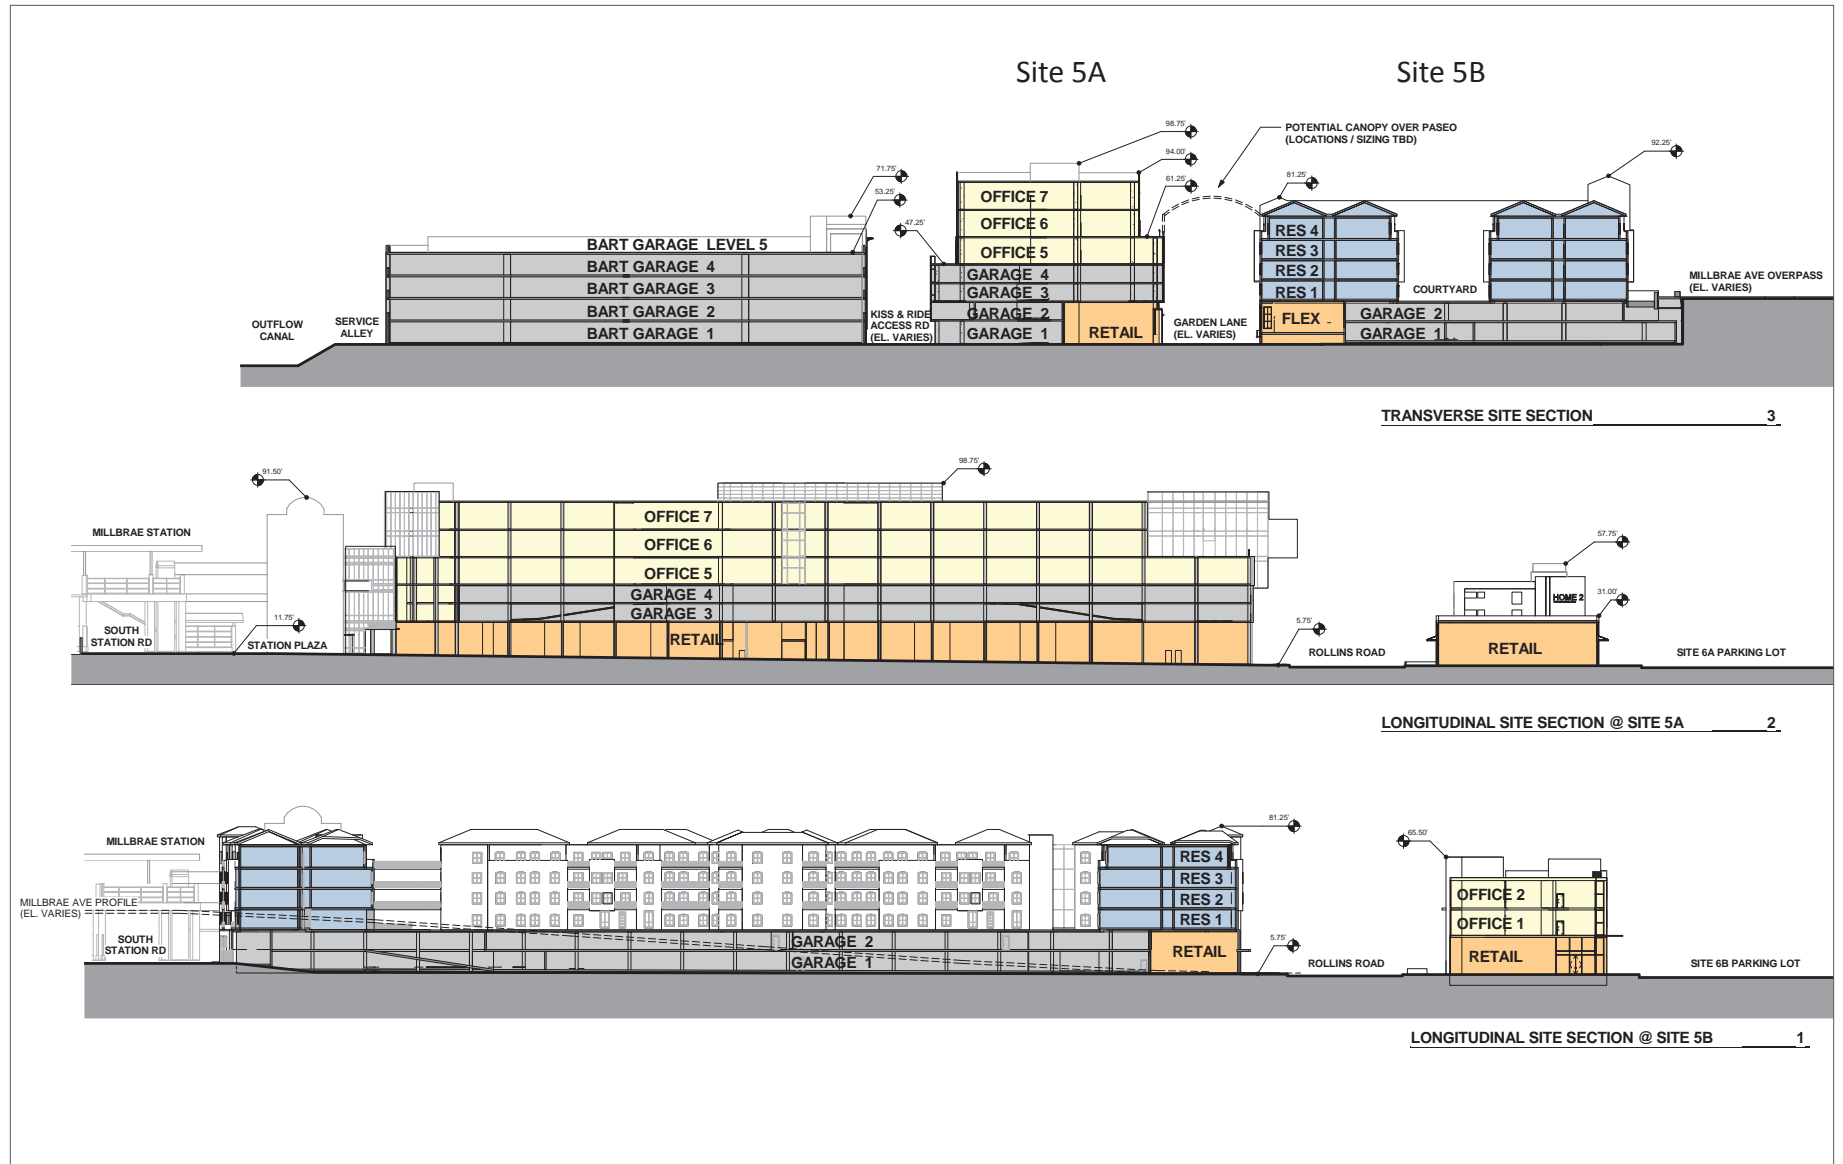 Site 5A
Site 5B
98.75'
94.00'
61.25'
POTENTIAL CANOPY OVER PASEO
(LOCATIONS / SIZING TBD)
92.25'
81.25'
71.75'
53.25'
47.25'
OFFICE 7
OFFICE 6
OFFICE 5
GARAGE 4
GARAGE 3
GARAGE 2
GARAGE 1
RETAIL
BART GARAGE LEVEL 5
BART GARAGE 4
BART GARAGE 3
BART GARAGE 2
BART GARAGE 1
RES 4
RES 3
RES 2
RES 1
COURTYARD
FLEX
GARAGE 2
GARAGE 1
MILLBRAE AVE OVERPASS
(EL. VARIES)
OUTFLOW
CANAL
SERVICE
ALLEY
KISS & RIDE
ACCESS RD
(EL. VARIES)
GARDEN LANE
(EL. VARIES)
TRANSVERSE SITE SECTION 3
91.50'
98.75'
MILLBRAE STATION
OFFICE 7
OFFICE 6
OFFICE 5
GARAGE 4
GARAGE 3
RETAIL
57.75'
31.00'
HOME 2
RETAIL
11.75'
5.75'
SOUTH
STATION RD
STATION PLAZA
ROLLINS ROAD
SITE 6A PARKING LOT
LONGITUDINAL SITE SECTION @ SITE 5A 2
MILLBRAE STATION
81.25'
65.50'
RES 4
RES 3
RES 2
RES 1
OFFICE 2
OFFICE 1
RETAIL
MILLBRAE AVE PROFILE
(EL. VARIES)
SOUTH
STATION RD
GARAGE 2
GARAGE 1
RETAIL
5.75'
ROLLINS ROAD
SITE 6B PARKING LOT
LONGITUDINAL SITE SECTION @ SITE 5B 1